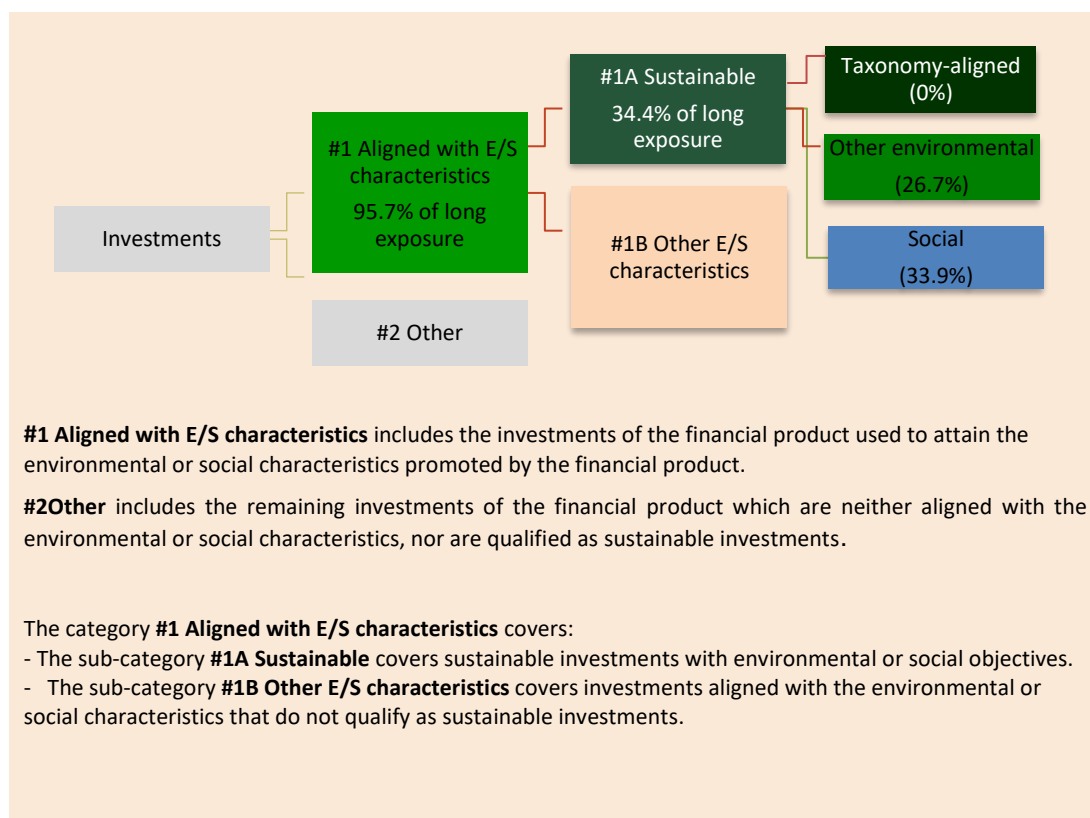 Investments
#1 Aligned with E/S
characteristics
95.7% of long
exposure
#2 Other
#1A Sustainable
34.4% of long
exposure
#1B Other E/S
characteristics
Taxonomy-aligned
(0%)
Other environmental
(26.7%)
Social
(33.9%)
#1 Aligned with E/S characteristics includes the investments of the financial product used to attain the
environmental or social characteristics promoted by the financial product.
#2Other includes the remaining investments of the financial product which are neither aligned with the
environmental or social characteristics, nor are qualified as sustainable investments.
The category #1 Aligned with E/S characteristics covers:
- The sub-category #1A Sustainable covers sustainable investments with environmental or social objectives.
- The sub-category #1B Other E/S characteristics covers investments aligned with the environmental or
social characteristics that do not qualify as sustainable investments.